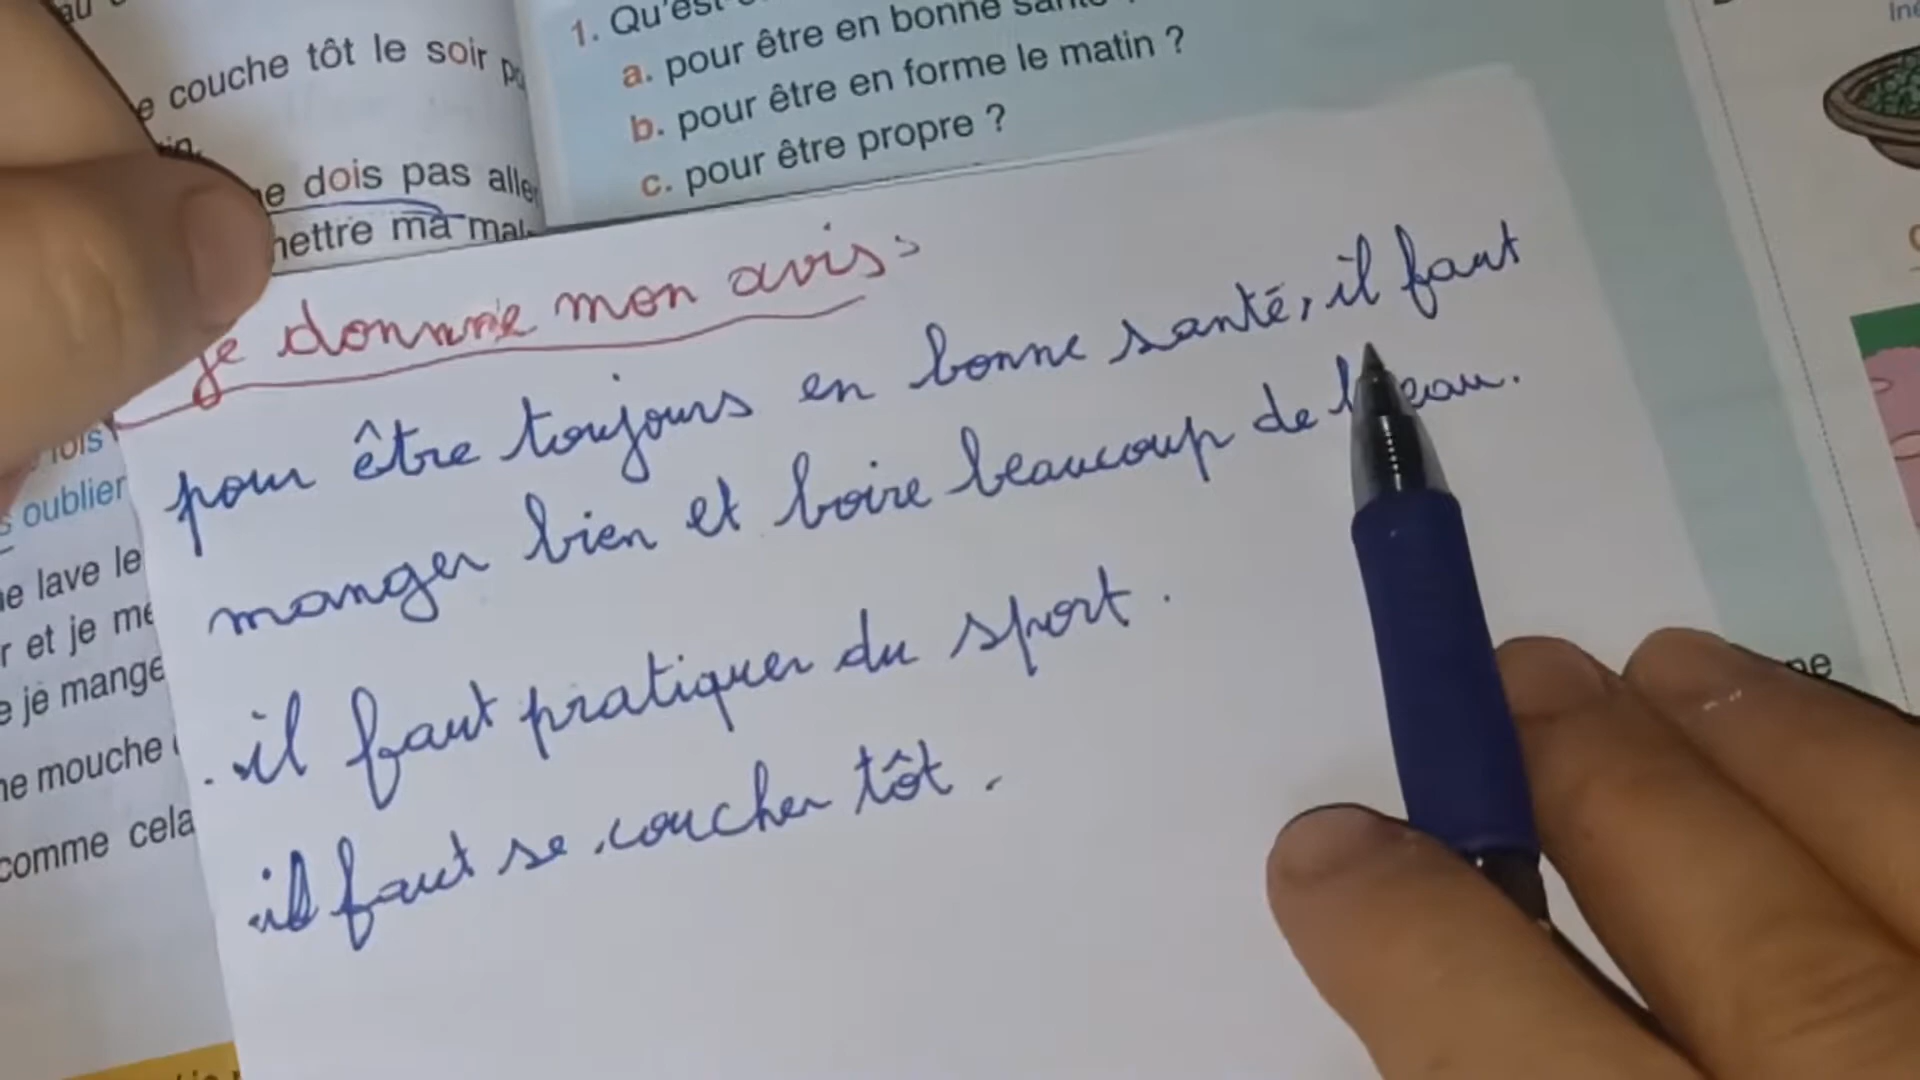 couche tôt le soir
dois pas
mettre ma mal-
1. Qu'est
a. pour être en bonne santé
b. pour être en forme le matin ?
c. pour être propre ?
je donne mon avis :
pour être toujours en bonne santé, il faut
manger bien et boire beaucoup de l'eau.
. il faut pratiquer du sport.
il faut se coucher tôt.
oublier
lave le
r et je me
je mange
mouche
comme cela